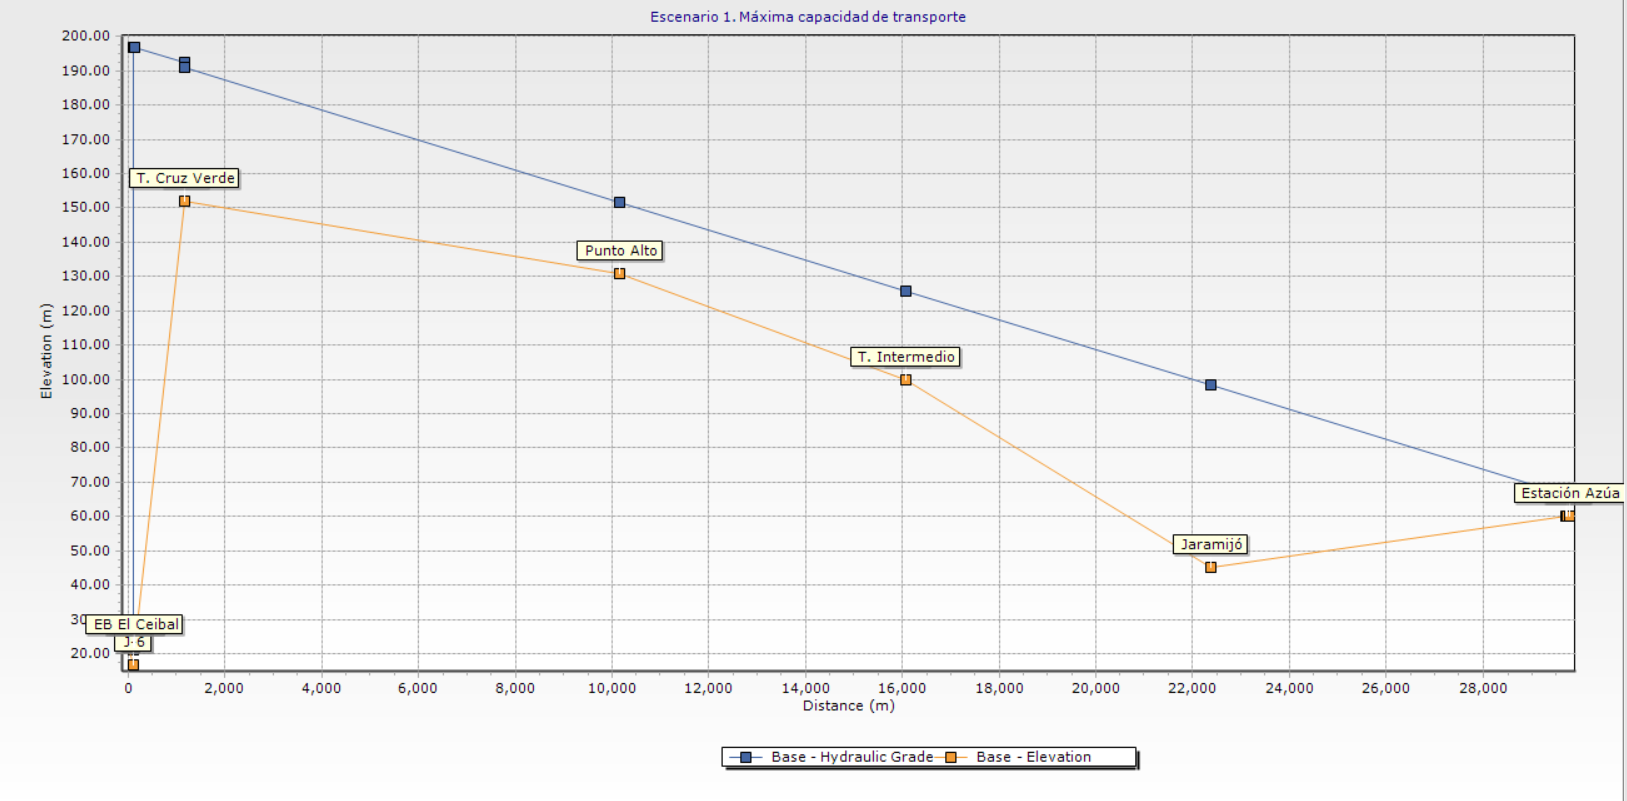 Escenario 1. Máxima capacidad de transporte
200.00
190.00
180.00
170.00
160.00
150.00
140.00
130.00
120.00
110.00
100.00
90.00
80.00
70.00
60.00
50.00
40.00
30
20.00
Elevation (m)
T. Cruz Verde
Punto Alto
T. Intermedio
Jaramijó
Estación Azúa
EB El Ceibal
J-6
0 2,000 4,000 6,000 8,000 10,000 12,000 14,000 16,000 18,000 20,000 22,000 24,000 26,000 28,000
Distance (m)
Base - Hydraulic Grade Base - Elevation